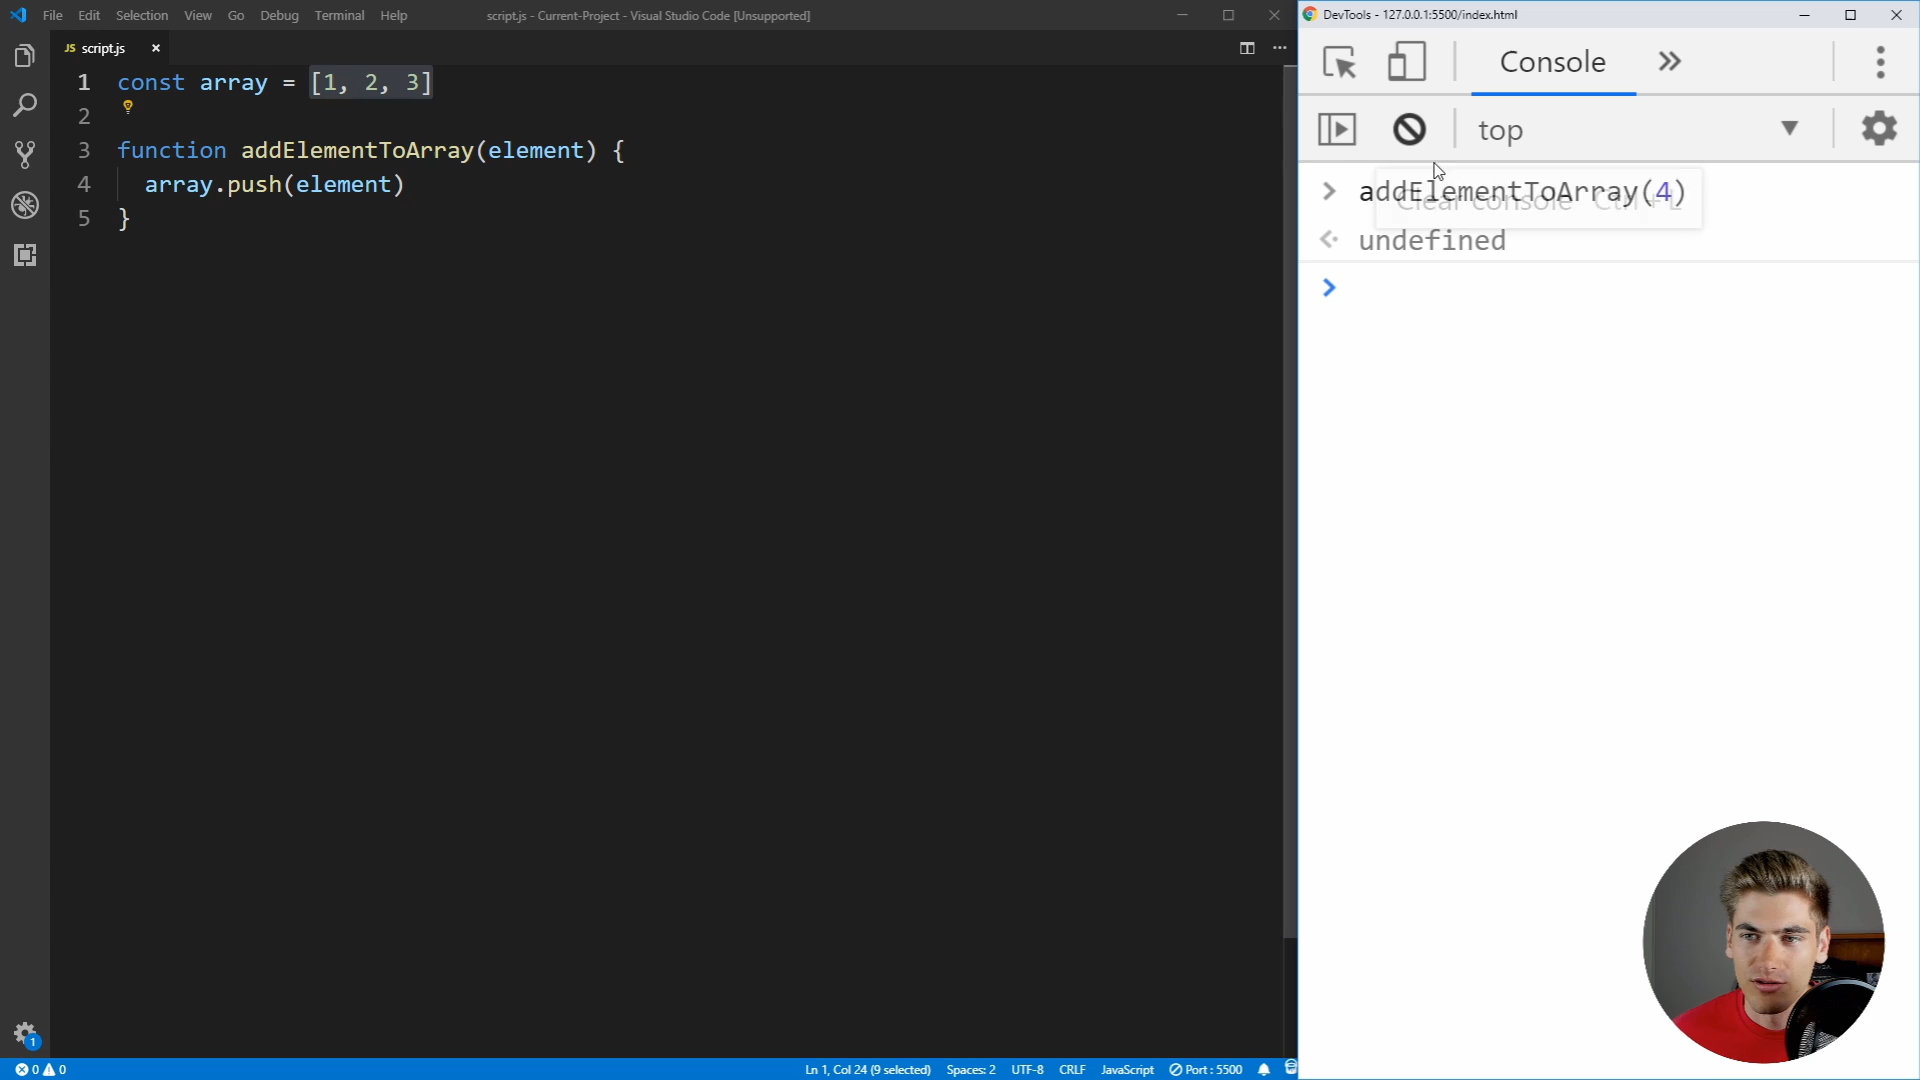 File Edit Selection View Go Debug Terminal Help
script.js - Current-Project - Visual Studio Code [Unsupported]
JS script.js
1 const array = [1, 2, 3]
2
3 function addElementToArray(element) {
4 array.push(element)
5 }
1
0 0
Ln 1, Col 24 (9 selected) Spaces: 2 UTF-8 CRLF JavaScript Port : 5500
DevTools - 127.0.0.1:5500/index.html
Console
top
addElementToArray(4)
Clear console Ctrl + L
undefined